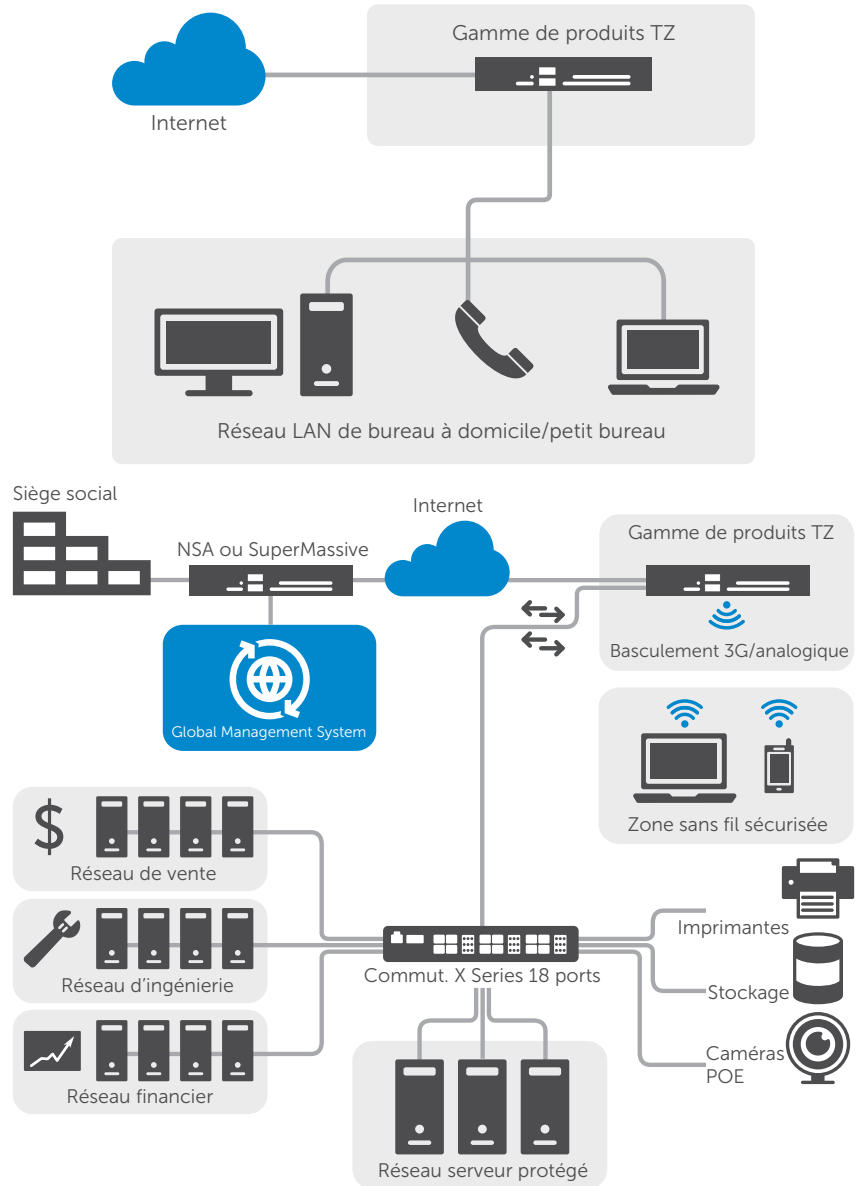 Gamme de produits TZ
Internet
Réseau LAN de bureau à domicile/petit bureau
Siège social
Internet
NSA ou SuperMassive
Gamme de produits TZ
Basculement 3G/analogique
Global Management System
Zone sans fil sécurisée
$
Réseau de vente
Imprimantes
Réseau d'ingénierie
Commut. X Series 18 ports
Stockage
Caméras
POE
Réseau financier
Réseau serveur protégé